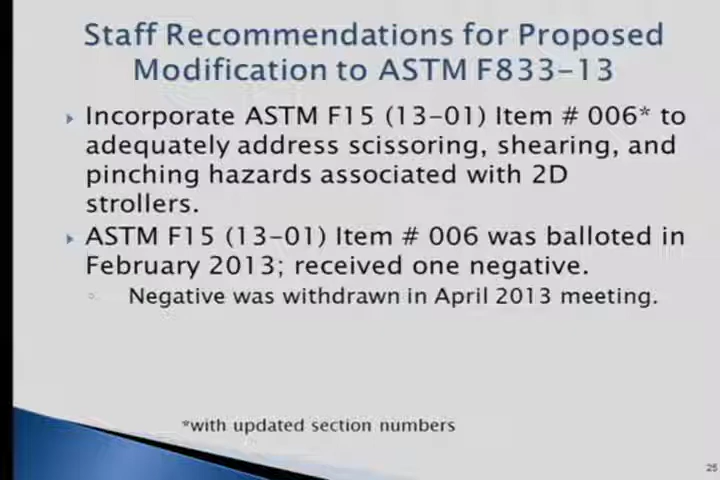 Staff Recommendations for Proposed
Modification to ASTM F833-13
Incorporate ASTM F15 (13-01) Item # 006* to
adequately address scissoring, shearing, and
pinching hazards associated with 2D
strollers.
ASTM F15 (13-01) Item # 006 was balloted in
February 2013; received one negative.
Negative was withdrawn in April 2013 meeting.
*with updated section numbers
25